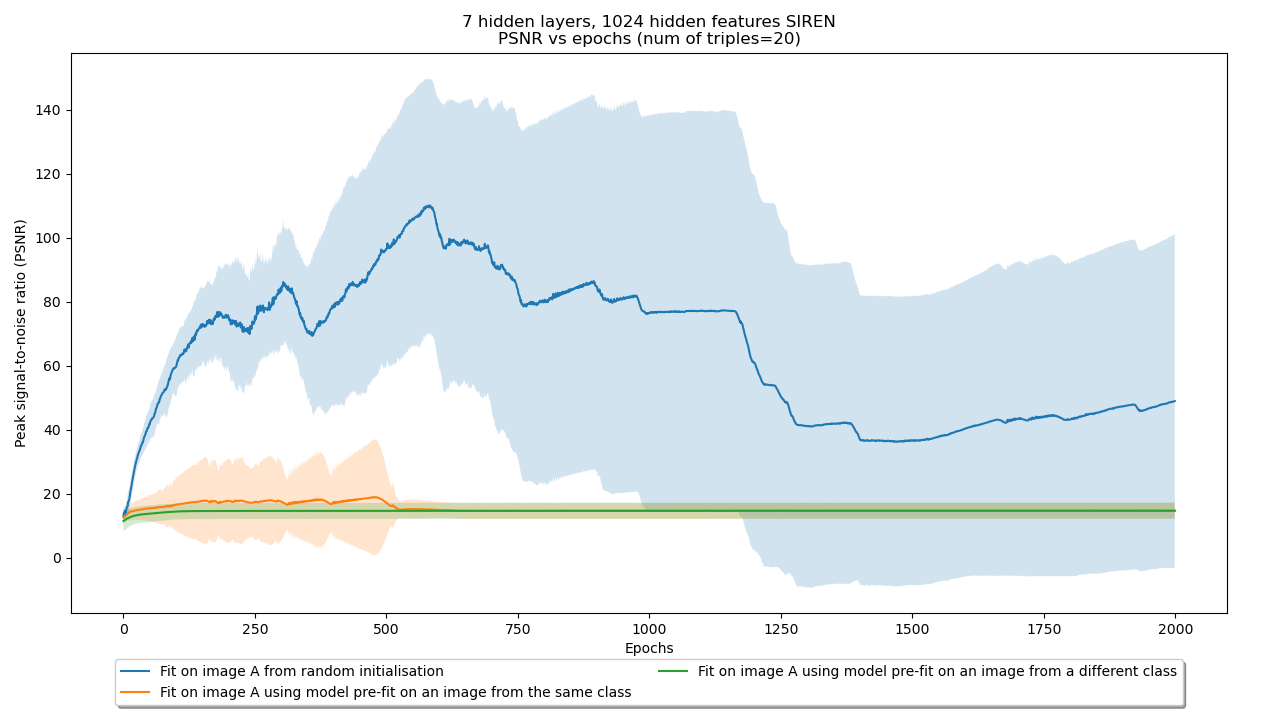 7 hidden layers, 1024 hidden features SIREN
PSNR vs epochs (num of triples=20)
Peak signal-to-noise ratio (PSNR)
140
120
100
80
60
40
20
0
0 250 500 750 1000 1250 1500 1750 2000
Epochs
Fit on image A from random initialisation
Fit on image A using model pre-fit on an image from the same class
Fit on image A using model pre-fit on an image from a different class